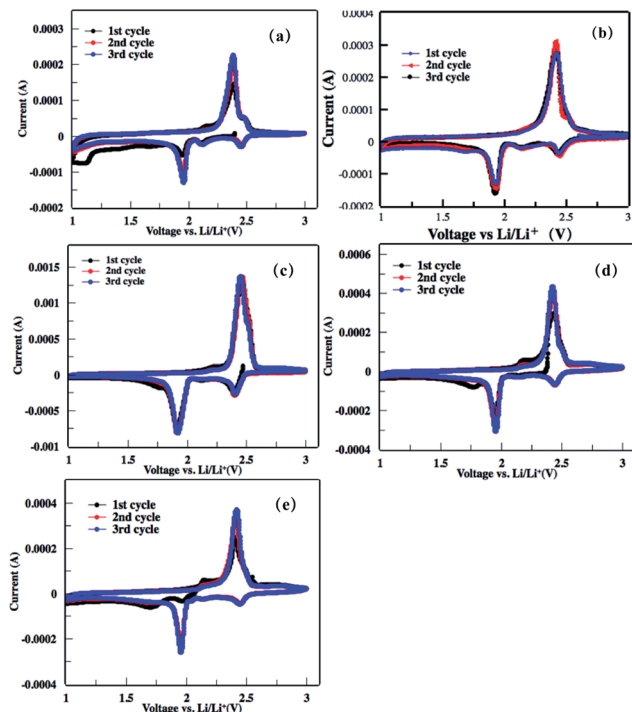 0.0003
0.0002
0.0001
0
-0.0001
-0.0002
Current (A)
1st cycle
2nd cycle
3rd cycle
(a)
1 1.5 2 2.5 3
Voltage vs. Li/Li⁺(V)
0.0004
0.0003
0.0002
0.0001
0
-0.0001
-0.0002
Current (A)
1st cycle
2nd cycle
3rd cycle
(b)
1 1.5 2 2.5 3
Voltage vs Li/Li⁺ (V)
0.0015
0.001
0.0005
0
-0.0005
-0.001
Current (A)
1st cycle
2nd cycle
3rd cycle
(c)
1 1.5 2 2.5 3
Voltage vs. Li/Li⁺(V)
0.0006
0.0004
0.0002
0
-0.0002
-0.0004
Current (A)
1st cycle
2nd cycle
3rd cycle
(d)
1 1.5 2 2.5 3
Voltage vs. Li/Li⁺(V)
0.0004
0.0002
0
-0.0002
-0.0004
Current (A)
1st cycle
2nd cycle
3rd cycle
(e)
1 1.5 2 2.5 3
Voltage vs. Li/Li⁺(V)